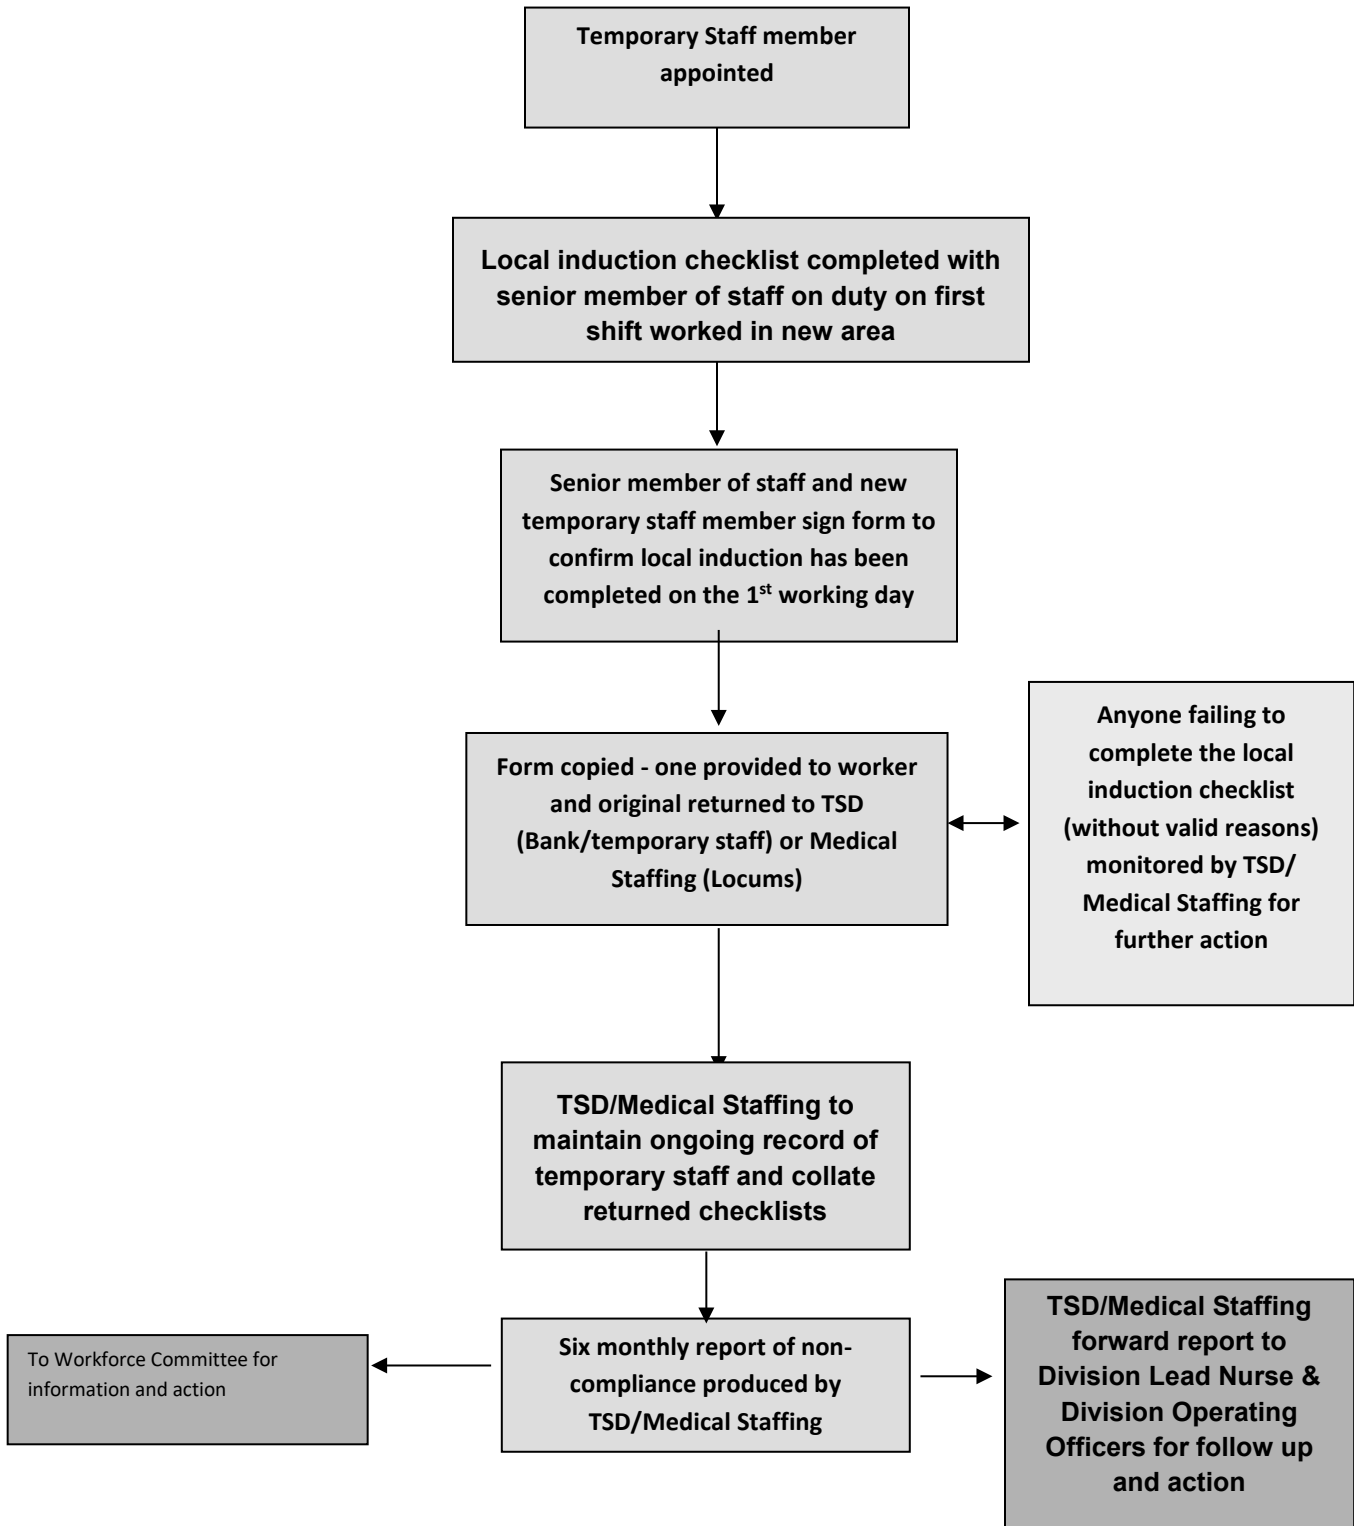 Temporary Staff member
appointed
Local induction checklist completed with
senior member of staff on duty on first
shift worked in new area
Senior member of staff and new
temporary staff member sign form to
confirm local induction has been
completed on the 1st working day
Form copied - one provided to worker
and original returned to TSD
(Bank/temporary staff) or Medical
Staffing (Locums)
Anyone failing to
complete the local
induction checklist
(without valid reasons)
monitored by TSD/
Medical Staffing for
further action
TSD/Medical Staffing to
maintain ongoing record of
temporary staff and collate
returned checklists
To Workforce Committee for
information and action
Six monthly report of non-
compliance produced by
TSD/Medical Staffing
TSD/Medical Staffing
forward report to
Division Lead Nurse &
Division Operating
Officers for follow up
and action